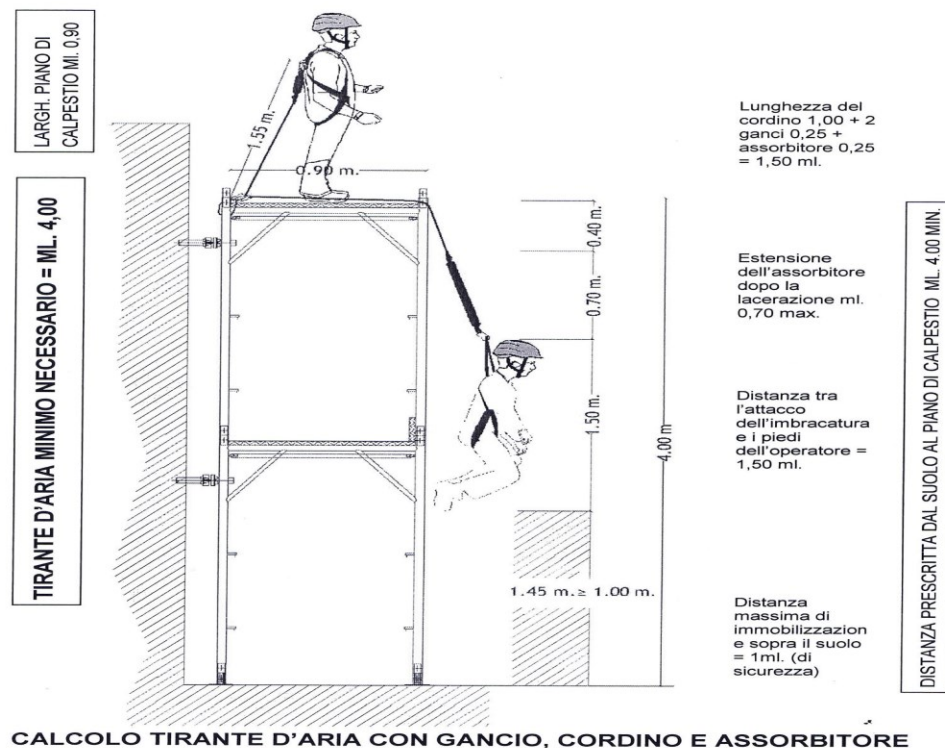 LARGH. PIANO DI
CALPESTIO Ml. 0,90
TIRANTE D'ARIA MINIMO NECESSARIO = ML. 4,00
1.55 m.
0.90 m.
0.40 m.
0.70 m.
1.50 m.
4.00 m
1.45 m.≥ 1.00 m.
Lunghezza del
cordino 1,00 + 2
ganci 0,25 +
assorbitore 0,25
= 1,50 ml.
Estensione
dell'assorbitore
dopo la
lacerazione ml.
0,70 max.
Distanza tra
l'attacco
dell'imbracatura
e i piedi
dell'operatore =
1,50 ml.
Distanza
massima di
immobilizzazion
e sopra il suolo
= 1ml. (di
sicurezza)
DISTANZA PRESCRITTA DAL SUOLO AL PIANO DI CALPESTIO ML. 4.00 MIN.
CALCOLO TIRANTE D'ARIA CON GANCIO, CORDINO E ASSORBITORE